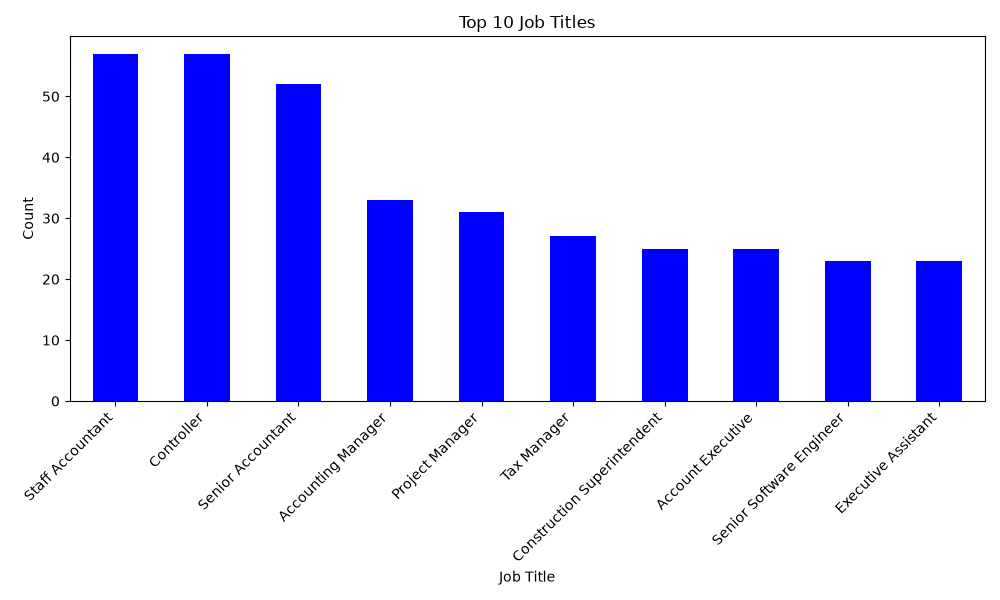 Top 10 Job Titles
Count
50
40
30
20
10
0
Staff Accountant
Controller
Senior Accountant
Accounting Manager
Project Manager
Tax Manager
Construction Superintendent
Account Executive
Senior Software Engineer
Executive Assistant
Job Title